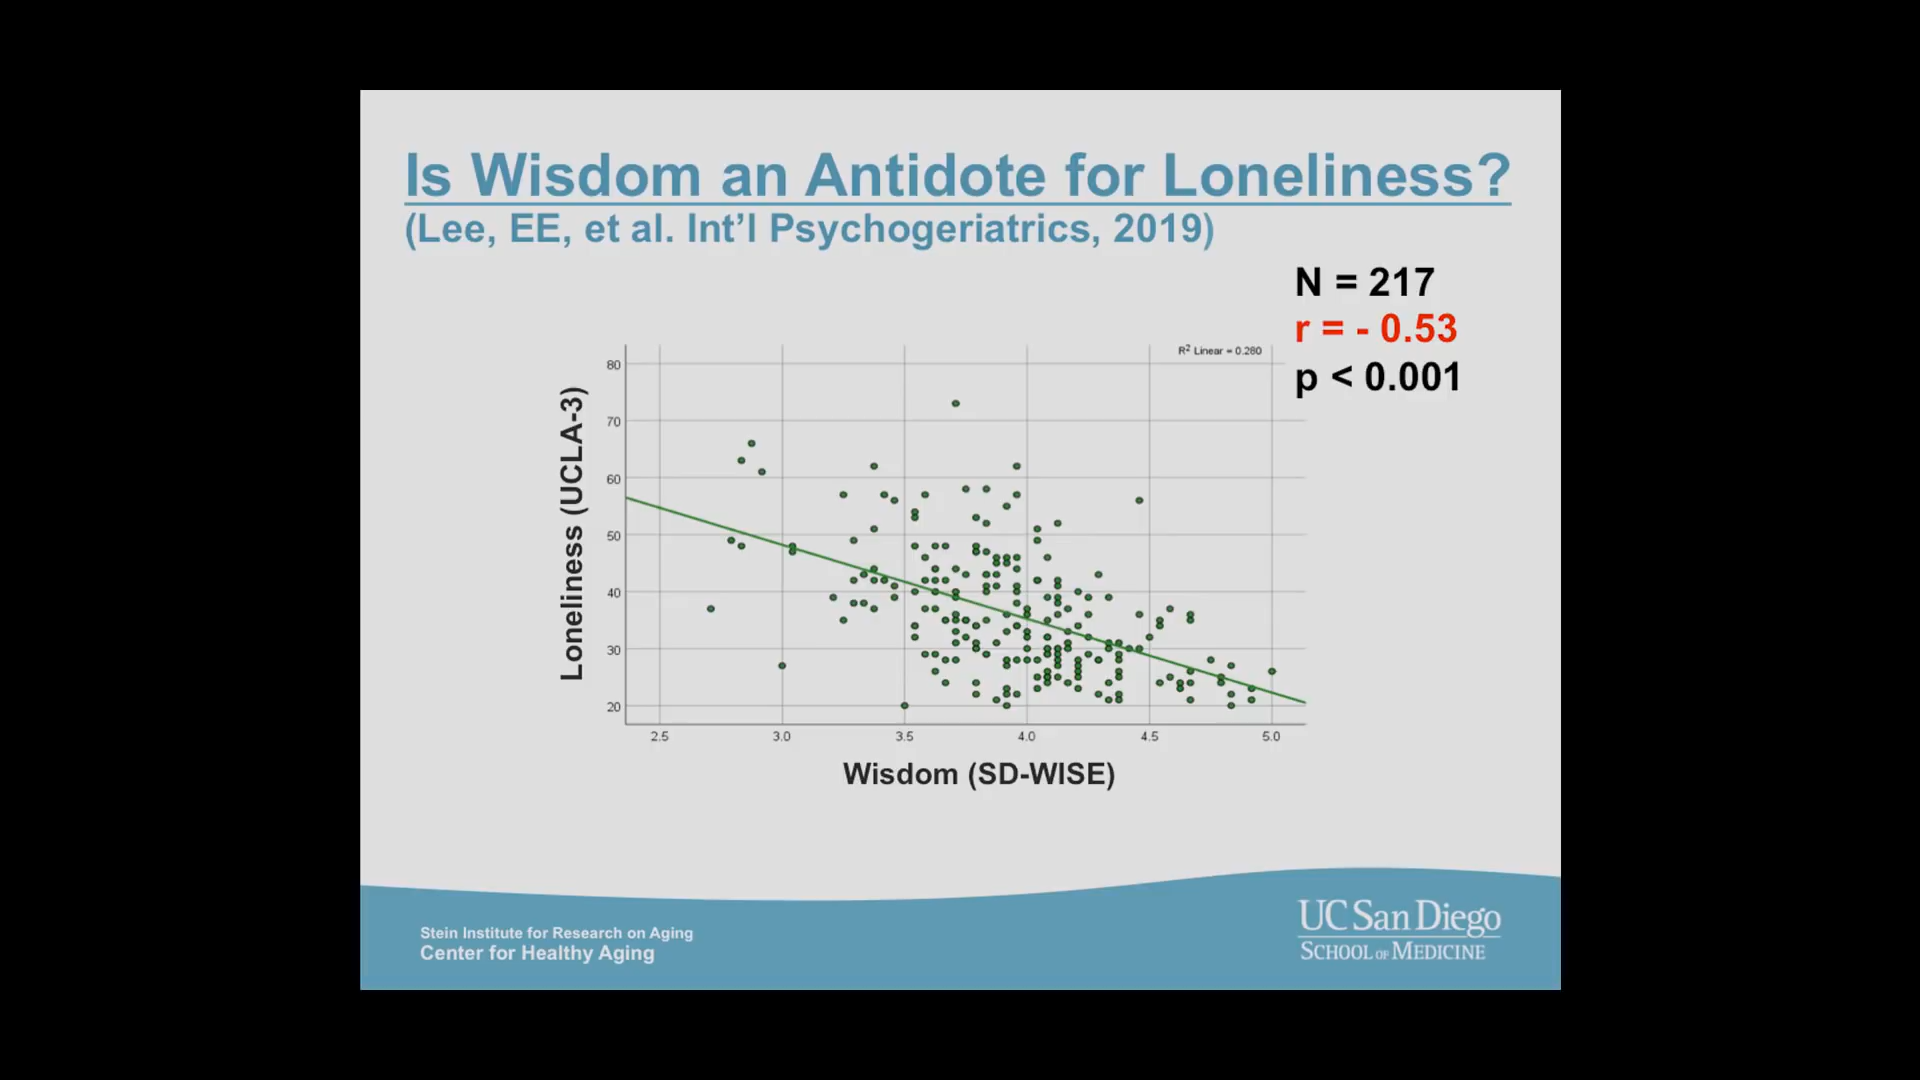 Is Wisdom an Antidote for Loneliness?
(Lee, EE, et al. Int’l Psychogeriatrics, 2019)
N = 217
r = - 0.53
p < 0.001
R² Linear = 0.280
Loneliness (UCLA-3)
80
70
60
50
40
30
20
2.5 3.0 3.5 4.0 4.5 5.0
Wisdom (SD-WISE)
Stein Institute for Research on Aging
Center for Healthy Aging
UC San Diego
SCHOOL OF MEDICINE